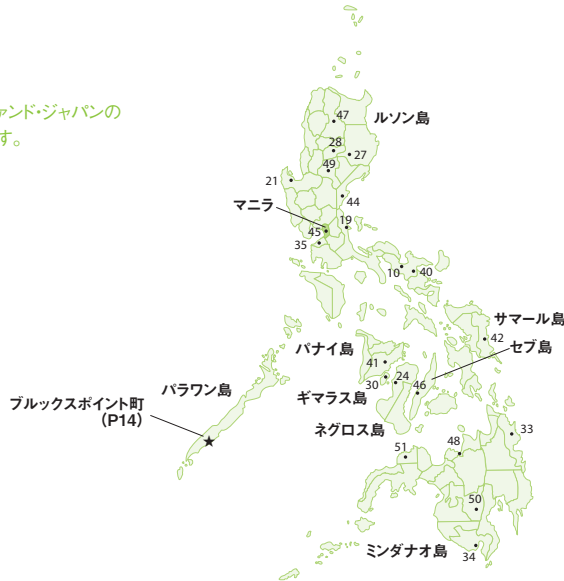 ァンド・ジャパンの
す。
47
ルソン島
28
27
49
21
44
マニラ
19
45
35
10
40
サマール島
42
セブ島
パナイ島
41
30
24
46
パラワン島
ギマラス島
ブルックスポイント町
(P14)
ネグロス島
33
48
51
50
ミンダナオ島
34